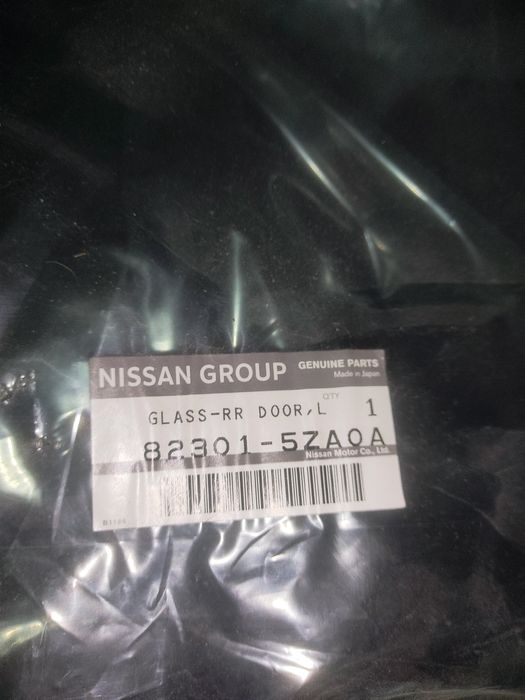 NISSAN GROUP
GENUINE PARTS
Made in Japan
QTY
GLASS-RR DOOR,L 1
82301-5ZA0A
Nissan Motor Co., Ltd.